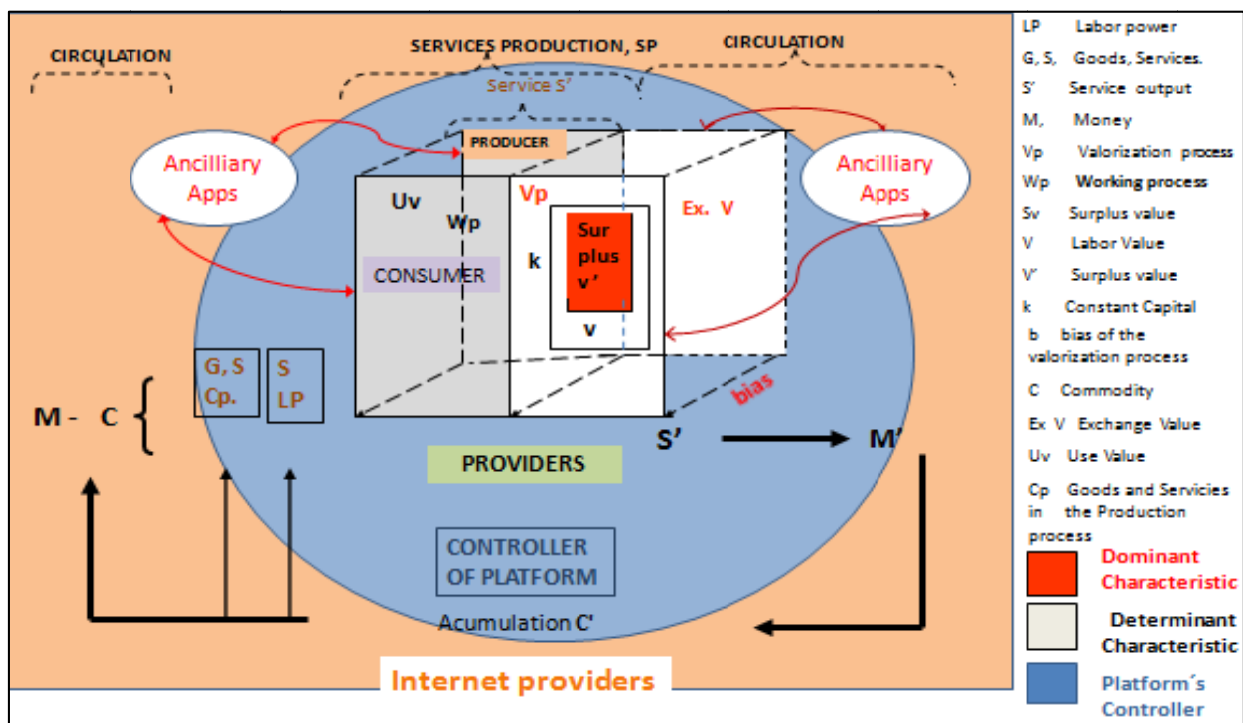 CIRCULATION
SERVICES PRODUCTION, SP
CIRCULATION
Service S’
Ancilliary
Apps
PRODUCER
Ancilliary
Apps
Uv
Wp
Vp
Ex. V
CONSUMER
k
Sur
plus
v’
v
G, S
Cp.
S
LP
bias
M - C {
S’
M’
PROVIDERS
CONTROLLER
OF PLATFORM
Acumulation C’
Internet providers
LP Labor power
G, S, Goods, Services.
S’ Service output
M, Money
Vp Valorization process
Wp Working process
Sv Surplus value
V Labor Value
V’ Surplus value
k Constant Capital
b bias of the
valorization process
C Commodity
Ex V Exchange Value
Uv Use Value
Cp Goods and Servicies
in the Production
process
Dominant
Characteristic
Determinant
Characteristic
Platform´s
Controller